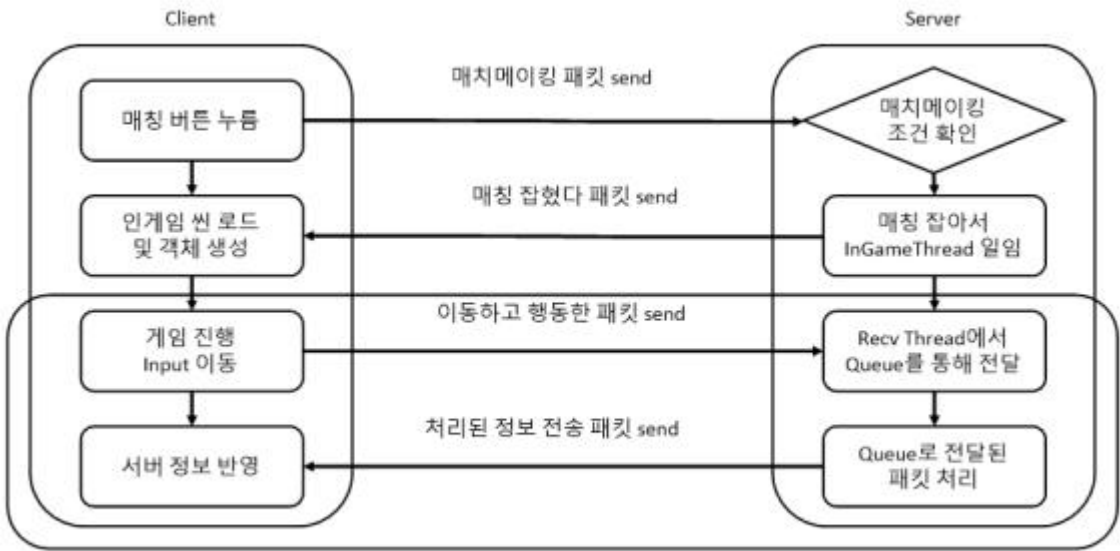 Client
Server
매치메이킹 패킷 send
매칭 버튼 누름
매치메이킹
조건 확인
매칭 잡혔다 패킷 send
인게임 씬 로드
및 객체 생성
매칭 잡아서
InGameThread 일임
이동하고 행동한 패킷 send
게임 진행
Input 이동
Recv Thread에서
Queue를 통해 전달
처리된 정보 전송 패킷 send
서버 정보 반영
Queue로 전달된
패킷 처리